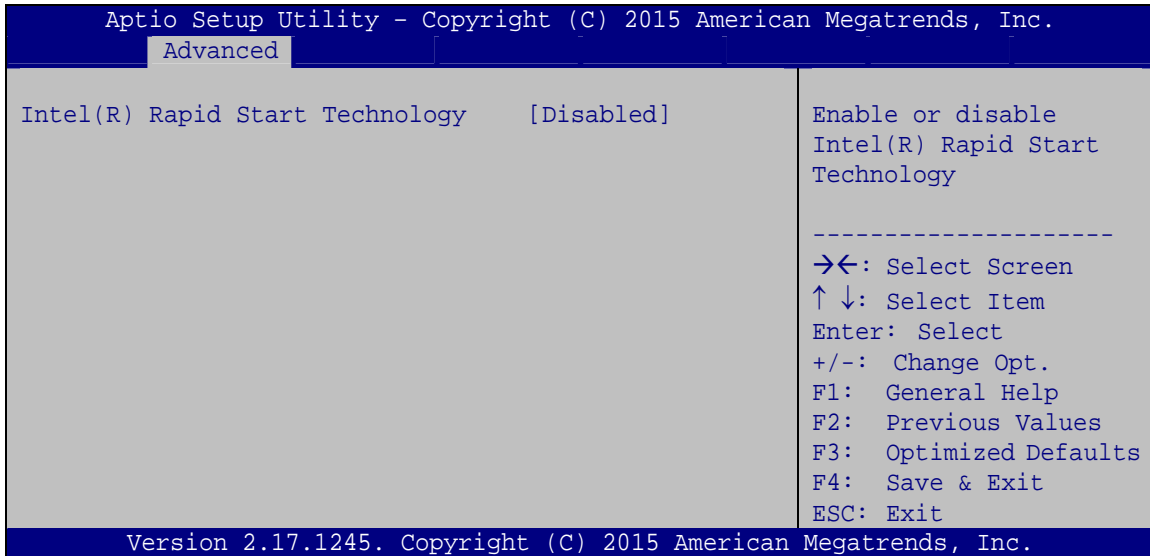 Aptio Setup Utility – Copyright (C) 2015 American Megatrends, Inc.
Advanced
Intel(R) Rapid Start Technology [Disabled]
Enable or disable
Intel(R) Rapid Start
Technology
---------------------
→←: Select Screen
↑ ↓: Select Item
Enter: Select
+/-: Change Opt.
F1: General Help
F2: Previous Values
F3: Optimized Defaults
F4: Save & Exit
ESC: Exit
Version 2.17.1245. Copyright (C) 2015 American Megatrends, Inc.